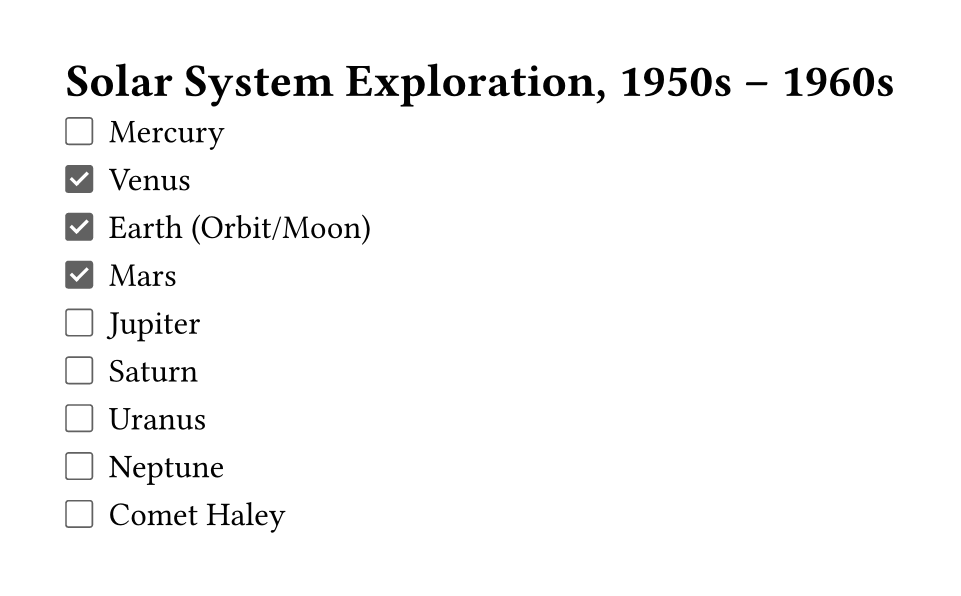 Solar System Exploration, 1950s – 1960s
Mercury
Venus
Earth (Orbit/Moon)
Mars
Jupiter
Saturn
Uranus
Neptune
Comet Haley